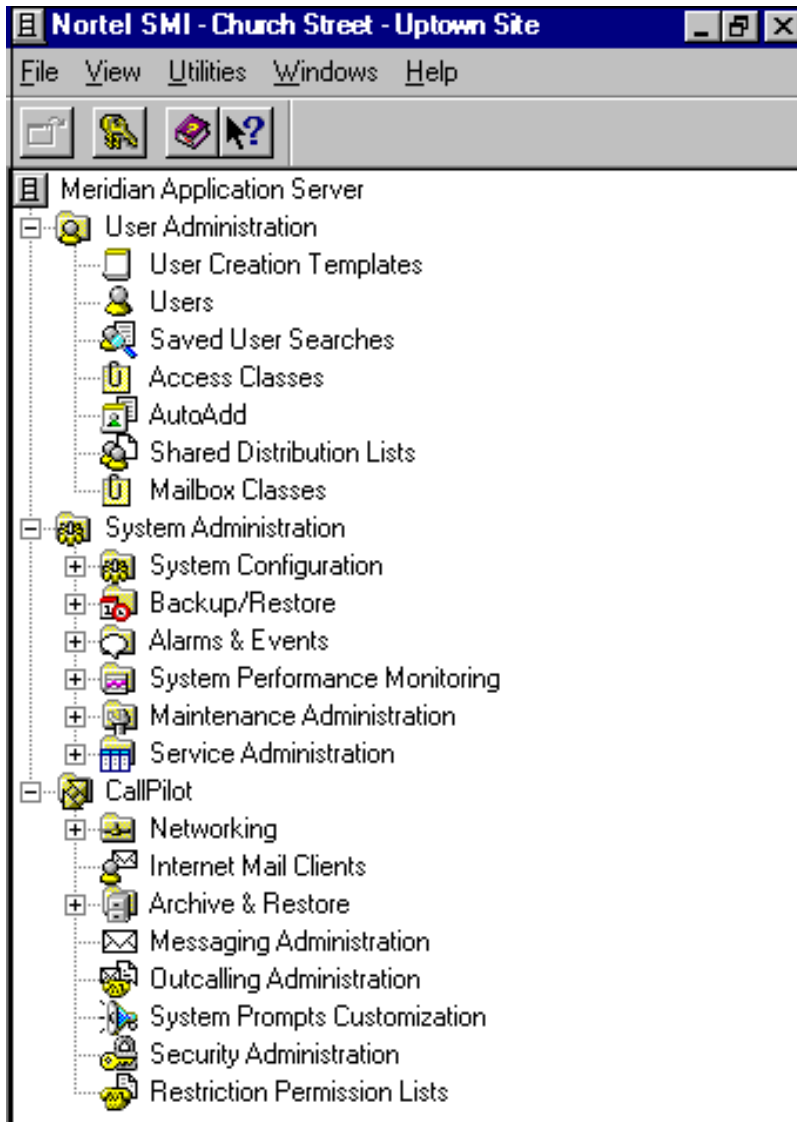 Nortel SMI - Church Street - Uptown Site
File View Utilities Windows Help
Meridian Application Server
User Administration
User Creation Templates
Users
Saved User Searches
Access Classes
AutoAdd
Shared Distribution Lists
Mailbox Classes
System Administration
System Configuration
Backup/Restore
Alarms & Events
System Performance Monitoring
Maintenance Administration
Service Administration
CallPilot
Networking
Internet Mail Clients
Archive & Restore
Messaging Administration
Outcalling Administration
System Prompts Customization
Security Administration
Restriction Permission Lists